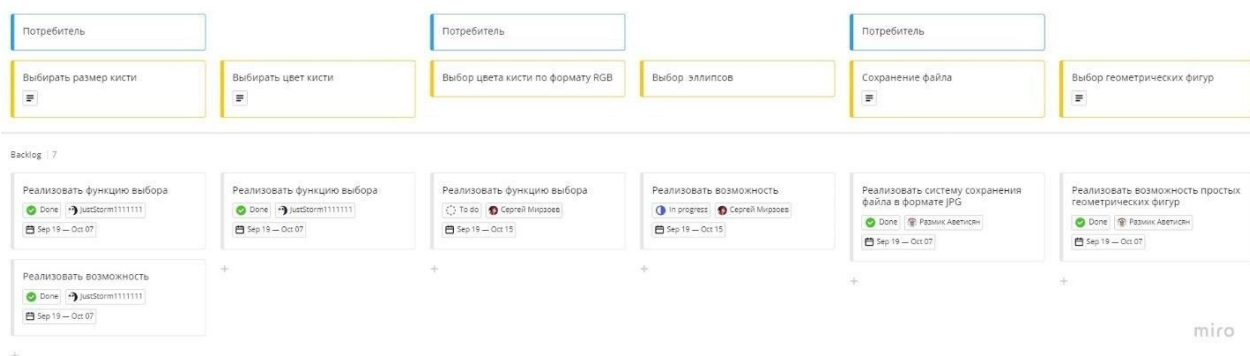 Потребитель
Потребитель
Потребитель
Выбирать размер кисти
Выбирать цвет кисти
Выбор цвета кисти по формату RGB
Выбор эллипсов
Сохранение файла
Выбор геометрических фигур
Backlog 7
Реализовать функцию выбора
Done JustStorm1111111
Sep 19 — Oct 07
Реализовать функцию выбора
Done JustStorm1111111
Sep 19 — Oct 07
Реализовать функцию выбора
To do Сергей Мирзоев
Sep 19 — Oct 15
Реализовать возможность
In progress Сергей Мирзоев
Sep 19 — Oct 15
Реализовать систему сохранения
файла в формате JPG
Done Размик Аветисян
Sep 19 — Oct 07
Реализовать возможность простых
геометрических фигур
Done Размик Аветисян
Sep 19 — Oct 07
Реализовать возможность
Done JustStorm1111111
Sep 19 — Oct 07
miro